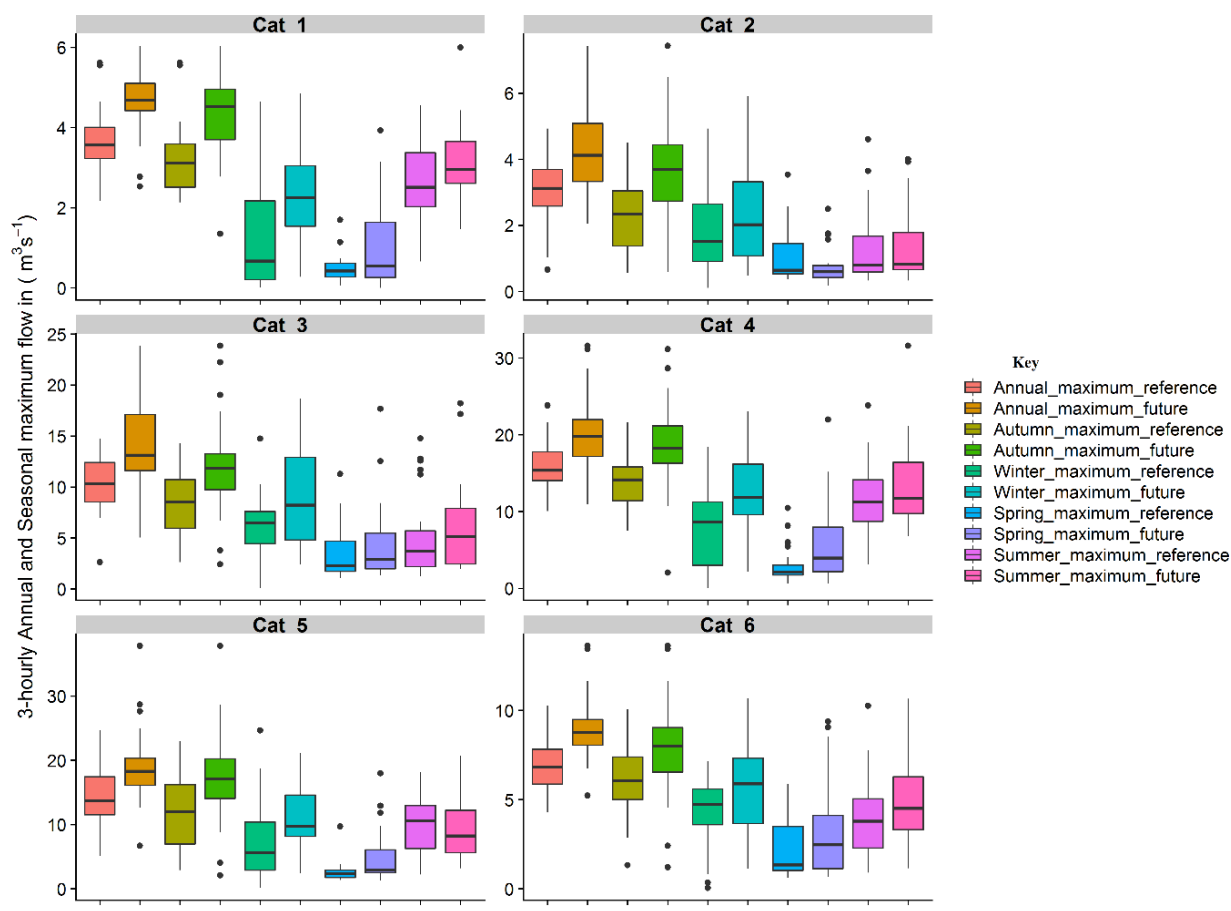 3-hourly Annual and Seasonal maximum flow in ( m³s⁻¹)
Cat 1
6
4
2
0
Cat 2
6
4
2
0
Cat 3
25
20
15
10
5
0
Cat 4
30
20
10
0
Cat 5
30
20
10
0
Cat 6
10
5
0
Key
Annual_maximum_reference
Annual_maximum_future
Autumn_maximum_reference
Autumn_maximum_future
Winter_maximum_reference
Winter_maximum_future
Spring_maximum_reference
Spring_maximum_future
Summer_maximum_reference
Summer_maximum_future